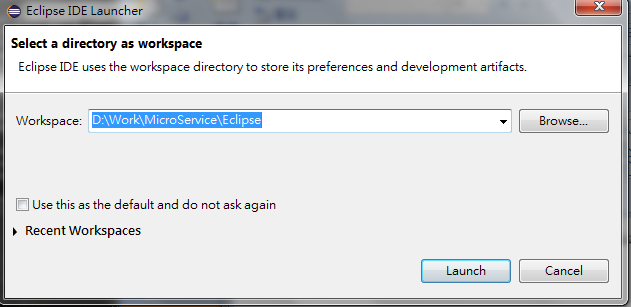 Eclipse IDE Launcher
Select a directory as workspace
Eclipse IDE uses the workspace directory to store its preferences and development artifacts.
Workspace: D:\Work\MicroService\Eclipse Browse...
Use this as the default and do not ask again
Recent Workspaces
Launch Cancel